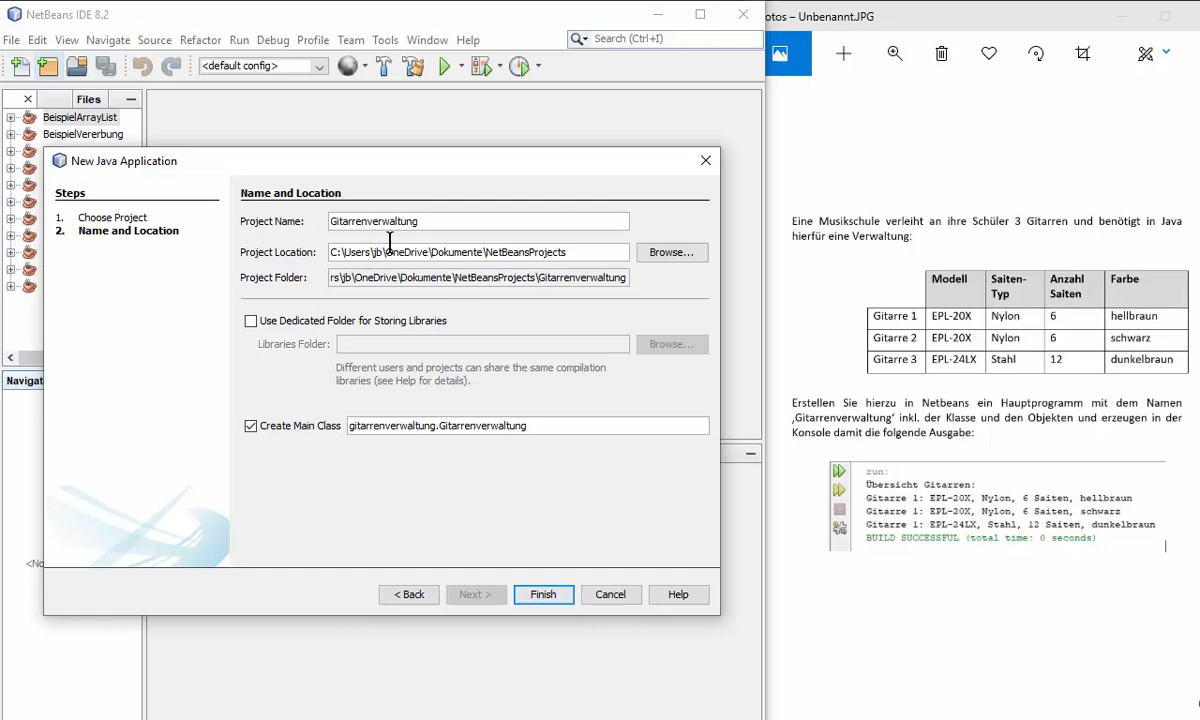 NetBeans IDE 8.2
File Edit View Navigate Source Refactor Run Debug Profile Team Tools Window Help
Search (Ctrl+I)
<default config>
Files
BeispielArrayList
BeispielVererbung
New Java Application
Steps
1. Choose Project
2. Name and Location
Name and Location
Project Name: Gitarrenverwaltung
Project Location: C:\Users\jb\OneDrive\Dokumente\NetBeansProjects Browse...
Project Folder: rs\jb\OneDrive\Dokumente\NetBeansProjects\Gitarrenverwaltung
Use Dedicated Folder for Storing Libraries
Libraries Folder: Browse...
Different users and projects can share the same compilation
libraries (see Help for details).
Create Main Class gitarrenverwaltung.Gitarrenverwaltung
< Back Next > Finish Cancel Help
Navigat
<No
otos – Unbenannt.JPG
Eine Musikschule verleiht an ihre Schüler 3 Gitarren und benötigt in Java
hierfür eine Verwaltung:
Modell Saiten-Typ Anzahl Saiten Farbe
Gitarre 1 EPL-20X Nylon 6 hellbraun
Gitarre 2 EPL-20X Nylon 6 schwarz
Gitarre 3 EPL-24LX Stahl 12 dunkelbraun
Erstellen Sie hierzu in Netbeans ein Hauptprogramm mit dem Namen
‚Gitarrenverwaltung‘ inkl. der Klasse und den Objekten und erzeugen in der
Konsole damit die folgende Ausgabe:
run:
Übersicht Gitarren:
Gitarre 1: EPL-20X, Nylon, 6 Saiten, hellbraun
Gitarre 1: EPL-20X, Nylon, 6 Saiten, schwarz
Gitarre 1: EPL-24LX, Stahl, 12 Saiten, dunkelbraun
BUILD SUCCESSFUL (total time: 0 seconds)